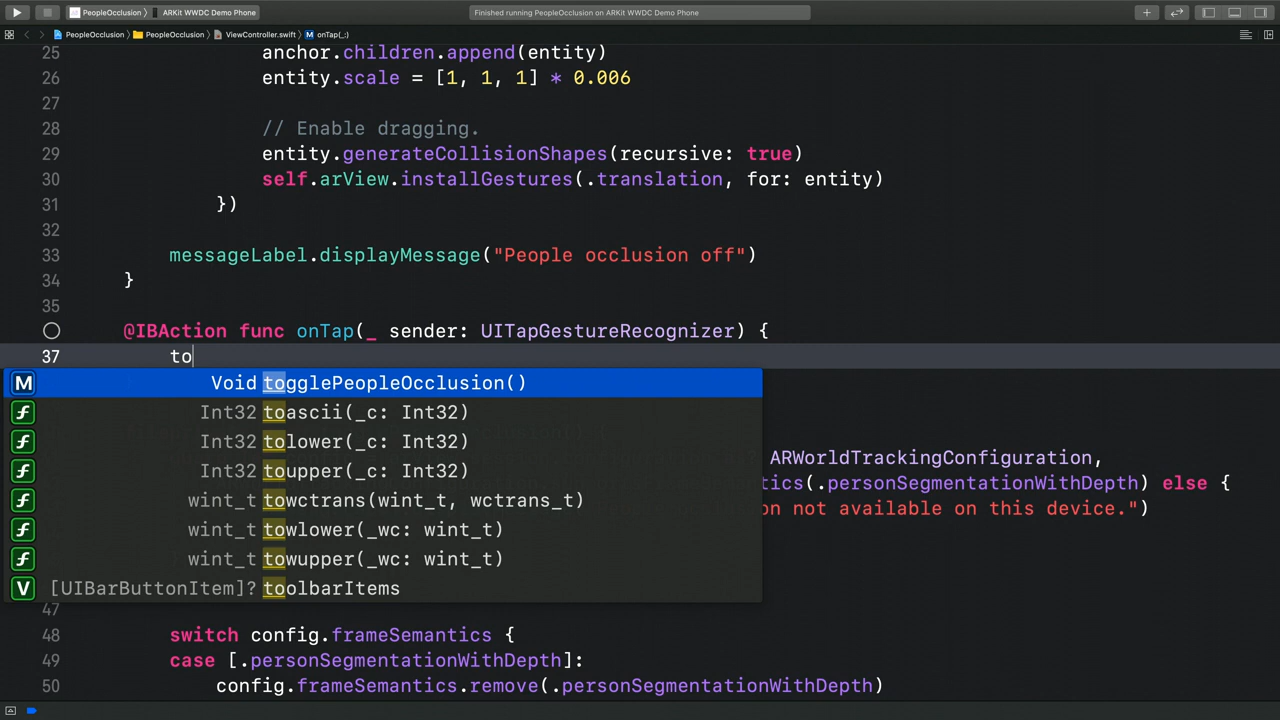 PeopleOcclusion 〉 ARKit WWDC Demo Phone
Finished running PeopleOcclusion on ARKit WWDC Demo Phone
PeopleOcclusion 〉 PeopleOcclusion 〉 ViewController.swift 〉 M onTap(_:)
25 anchor.children.append(entity)
26 entity.scale = [1, 1, 1] * 0.006
27
28 // Enable dragging.
29 entity.generateCollisionShapes(recursive: true)
30 self.arView.installGestures(.translation, for: entity)
31 })
32
33 messageLabel.displayMessage("People occlusion off")
34 }
35
@IBAction func onTap(_ sender: UITapGestureRecognizer) {
37 to
M Void togglePeopleOcclusion()
f Int32 toascii(_c: Int32)
f Int32 tolower(_c: Int32)
ARWorldTrackingConfiguration,
f Int32 toupper(_c: Int32)
tics(.personSegmentationWithDepth) else {
f wint_t towctrans(wint_t, wctrans_t)
on not available on this device.")
f wint_t towlower(_wc: wint_t)
f wint_t towupper(_wc: wint_t)
V [UIBarButtonItem]? toolbarItems
47
48 switch config.frameSemantics {
49 case [.personSegmentationWithDepth]:
50 config.frameSemantics.remove(.personSegmentationWithDepth)